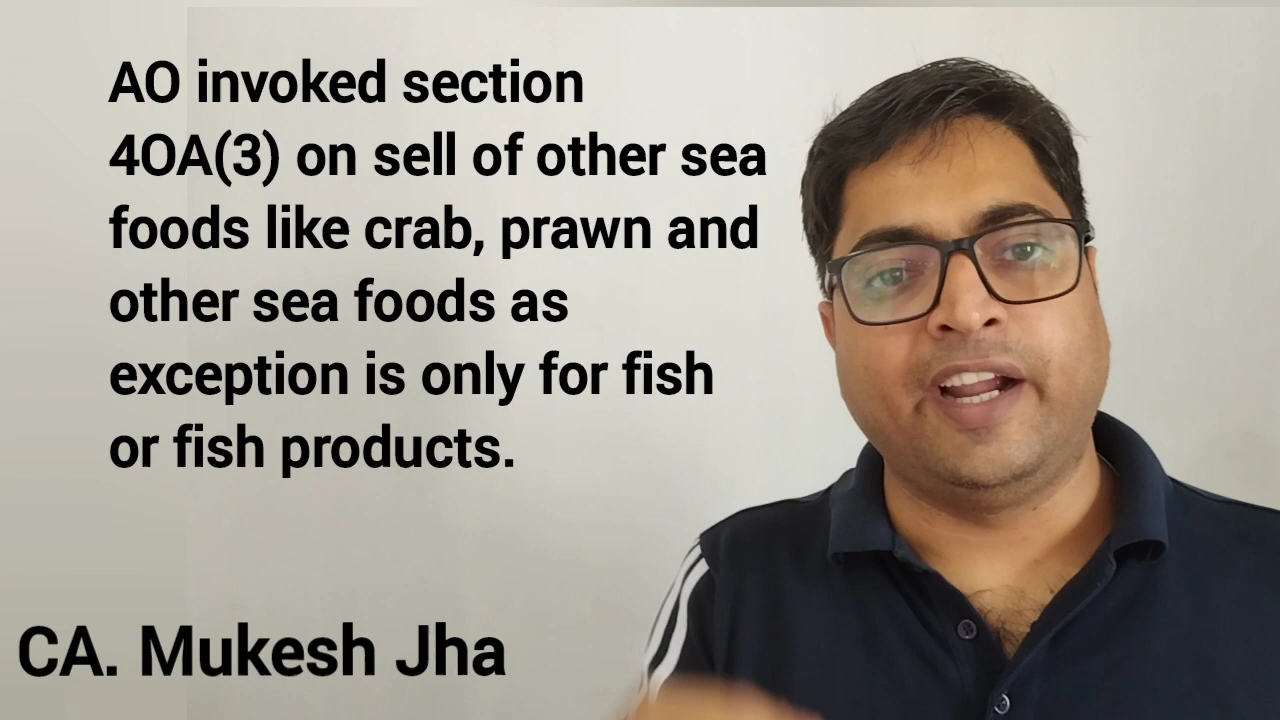 AO invoked section
4OA(3) on sell of other sea
foods like crab, prawn and
other sea foods as
exception is only for fish
or fish products.
CA. Mukesh Jha